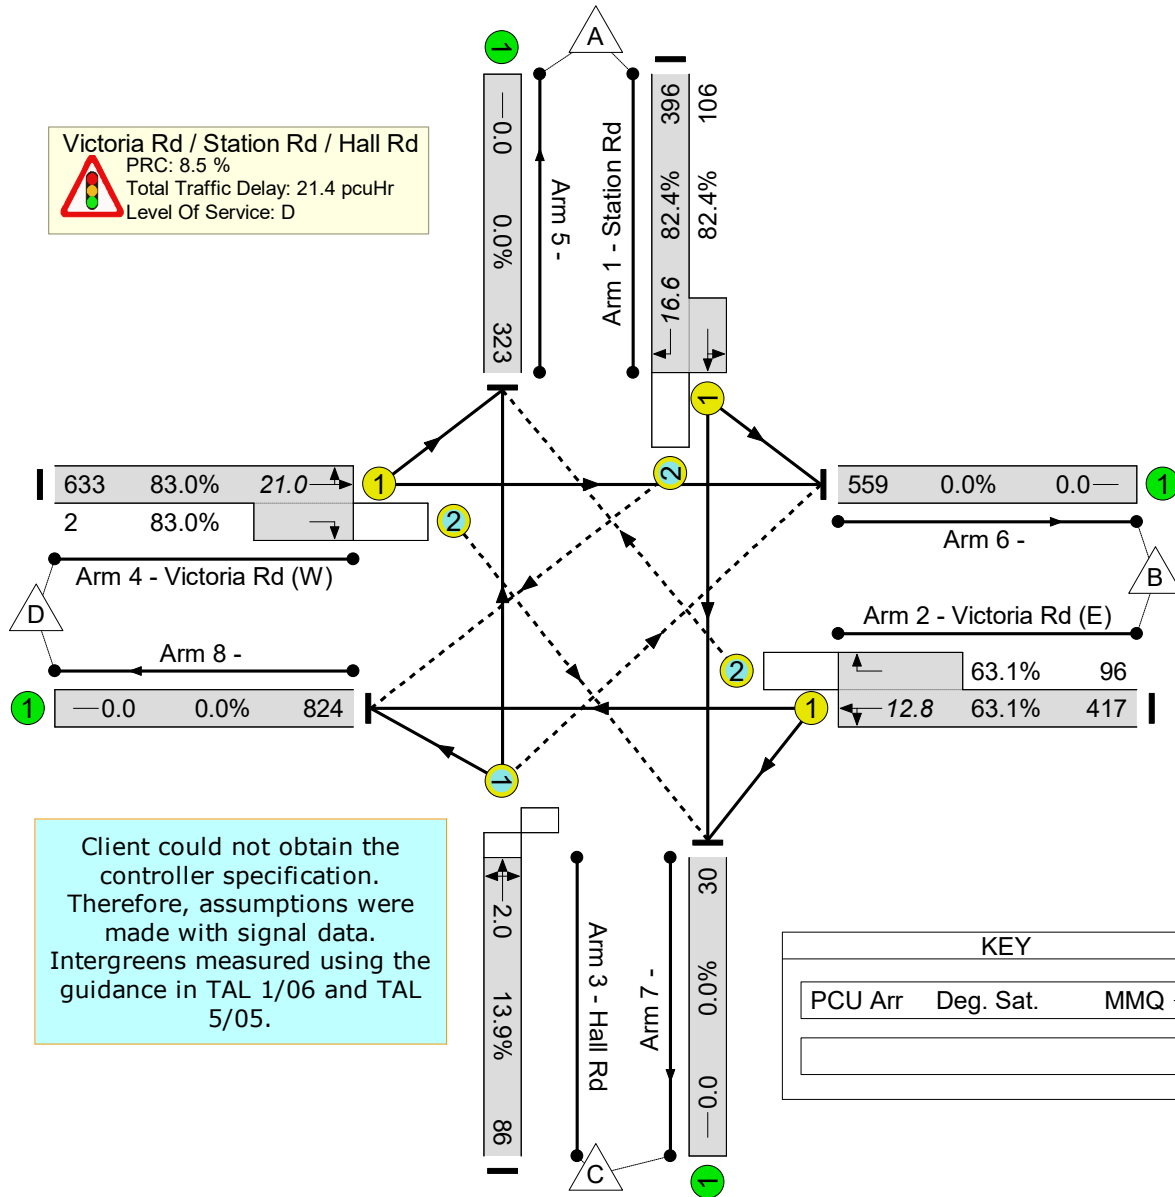 A
1
Victoria Rd / Station Rd / Hall Rd
PRC: 8.5 %
Total Traffic Delay: 21.4 pcuHr
Level Of Service: D
0.0 0.0% 323
Arm 5 -
Arm 1 - Station Rd
396 82.4% 16.6
106 82.4%
1
2
633 83.0% 21.0
1
2 83.0%
2
Arm 4 - Victoria Rd (W)
D
Arm 8 -
1
0.0 0.0% 824
559 0.0% 0.0
1
Arm 6 -
B
Arm 2 - Victoria Rd (E)
2
63.1% 96
1
12.8 63.1% 417
1
Client could not obtain the
controller specification.
Therefore, assumptions were
made with signal data.
Intergreens measured using the
guidance in TAL 1/06 and TAL
5/05.
2.0 13.9% 86
Arm 3 - Hall Rd
Arm 7 -
30 0.0% 0.0
C
1
KEY
PCU Arr Deg. Sat. MMQ